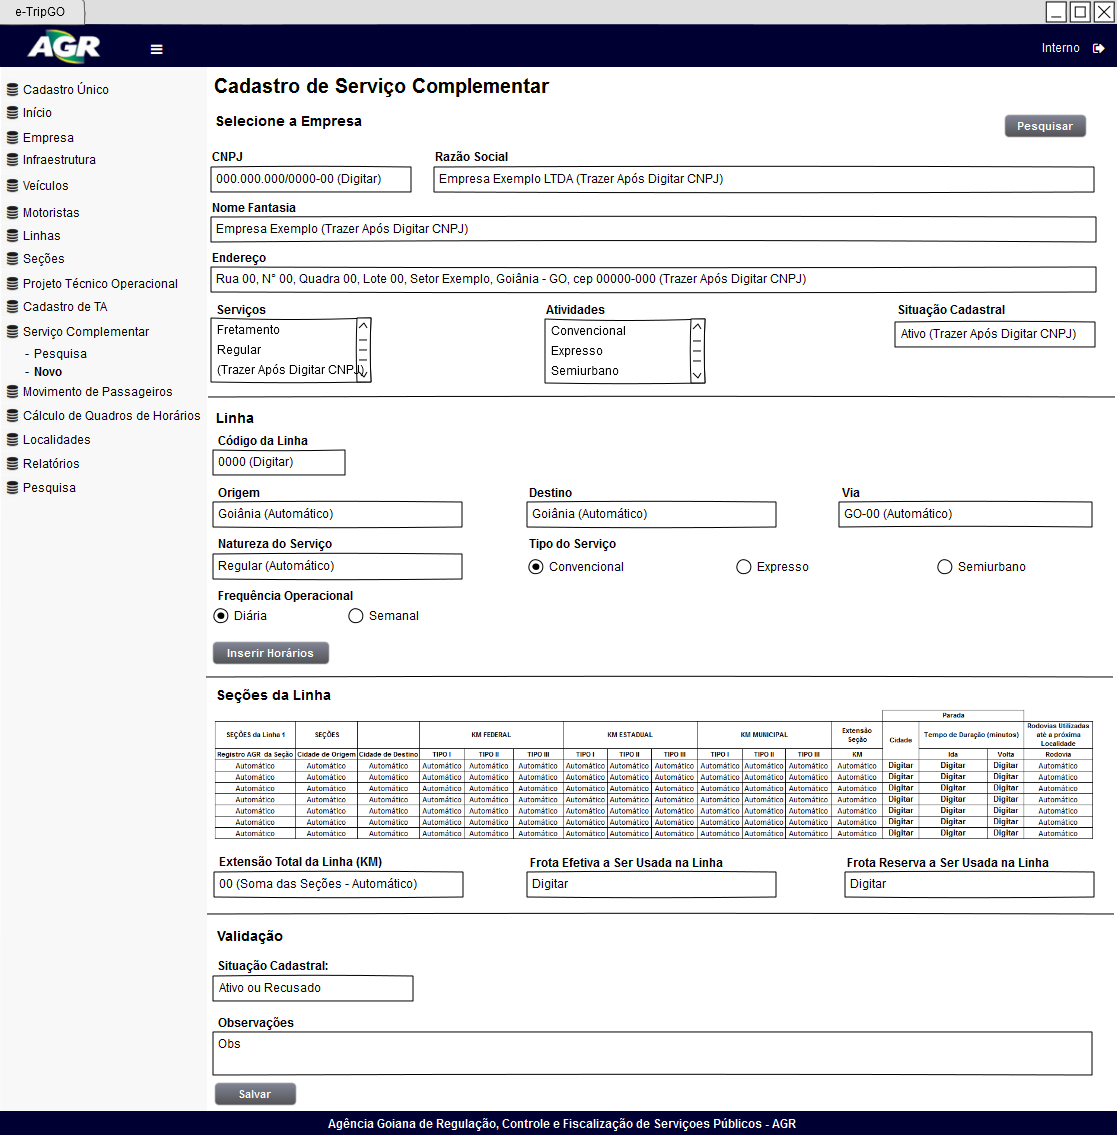 e-TripGO
AGR
Interno
Cadastro Único
Início
Empresa
Infraestrutura
Veículos
Motoristas
Linhas
Seções
Projeto Técnico Operacional
Cadastro de TA
Serviço Complementar
- Pesquisa
- Novo
Movimento de Passageiros
Cálculo de Quadros de Horários
Localidades
Relatórios
Pesquisa
Cadastro de Serviço Complementar
Selecione a Empresa
Pesquisar
CNPJ Razão Social
000.000.000/0000-00 (Digitar) Empresa Exemplo LTDA (Trazer Após Digitar CNPJ)
Nome Fantasia
Empresa Exemplo (Trazer Após Digitar CNPJ)
Endereço
Rua 00, N° 00, Quadra 00, Lote 00, Setor Exemplo, Goiânia - GO, cep 00000-000 (Trazer Após Digitar CNPJ)
Serviços Atividades Situação Cadastral
Fretamento Convencional Ativo (Trazer Após Digitar CNPJ)
Regular Expresso
(Trazer Após Digitar CNPJ) Semiurbano
Linha
Código da Linha
0000 (Digitar)
Origem Destino Via
Goiânia (Automático) Goiânia (Automático) GO-00 (Automático)
Natureza do Serviço Tipo do Serviço
Regular (Automático) Convencional Expresso Semiurbano
Frequência Operacional
Diária Semanal
Inserir Horários
Seções da Linha
Parada
SEÇÕES da Linha 1 SEÇÕES KM FEDERAL KM ESTADUAL KM MUNICIPAL Extensão Seção Cidade Tempo de Duração (minutos) Rodovias Utilizadas até a próxima Localidade
Registro AGR da Seção Cidade de Origem Cidade de Destino TIPO I TIPO II TIPO III TIPO I TIPO II TIPO III TIPO I TIPO II TIPO III KM Ida Volta Rodovia
Automático Automático Automático Automático Automático Automático Automático Automático Automático Automático Automático Automático Automático Digitar Digitar Digitar Automático
Automático Automático Automático Automático Automático Automático Automático Automático Automático Automático Automático Automático Automático Digitar Digitar Digitar Automático
Automático Automático Automático Automático Automático Automático Automático Automático Automático Automático Automático Automático Automático Digitar Digitar Digitar Automático
Automático Automático Automático Automático Automático Automático Automático Automático Automático Automático Automático Automático Automático Digitar Digitar Digitar Automático
Automático Automático Automático Automático Automático Automático Automático Automático Automático Automático Automático Automático Automático Digitar Digitar Digitar Automático
Automático Automático Automático Automático Automático Automático Automático Automático Automático Automático Automático Automático Automático Digitar Digitar Digitar Automático
Automático Automático Automático Automático Automático Automático Automático Automático Automático Automático Automático Automático Automático Digitar Digitar Digitar Automático
Extensão Total da Linha (KM) Frota Efetiva a Ser Usada na Linha Frota Reserva a Ser Usada na Linha
00 (Soma das Seções - Automático) Digitar Digitar
Validação
Situação Cadastral:
Ativo ou Recusado
Observações
Obs
Salvar
Agência Goiana de Regulação, Controle e Fiscalização de Serviçoes Públicos - AGR